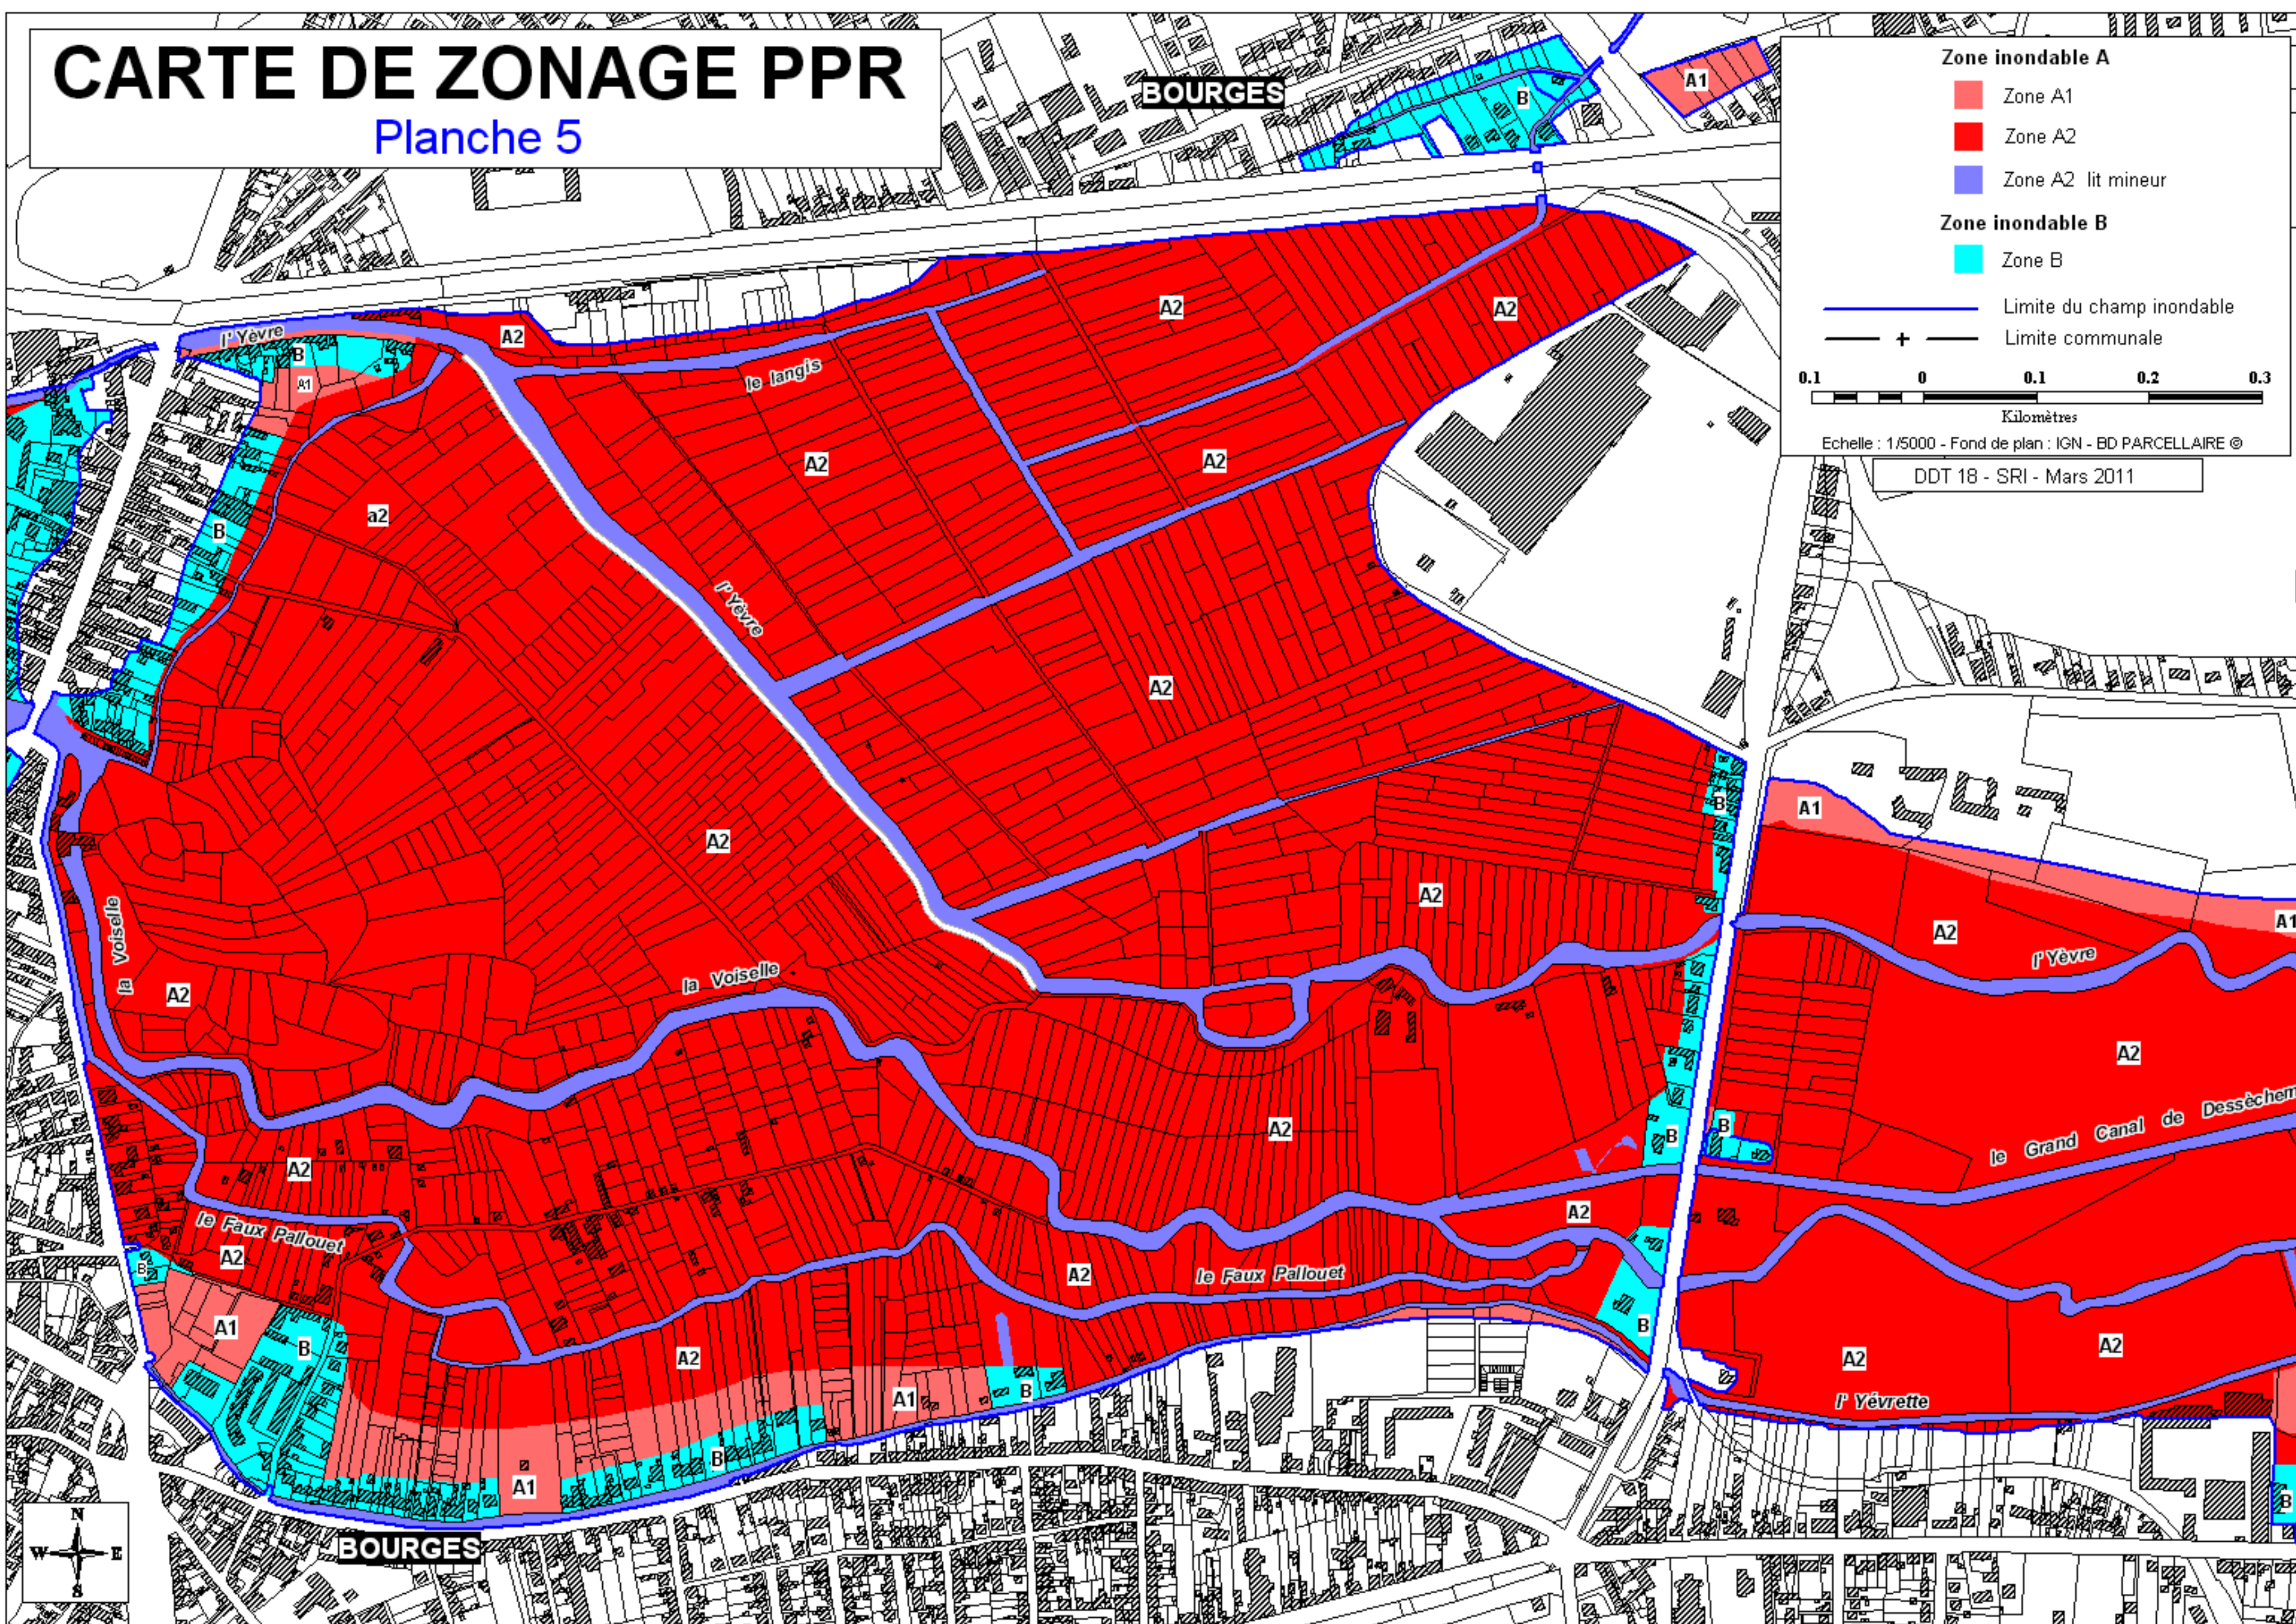 CARTE DE ZONAGE PPR
Planche 5
BOURGES
B
A1
Zone inondable A
Zone A1
Zone A2
Zone A2 lit mineur
Zone inondable B
Zone B
Limite du champ inondable
Limite communale
0.1 0 0.1 0.2 0.3
Kilomètres
Echelle : 1/5000 - Fond de plan : IGN - BD PARCELLAIRE ©
DDT 18 - SRI - Mars 2011
l' Yèvre
A2
A2
A2
B
A1
le langis
A2
A2
a2
B
l' Yèvre
A2
B
A1
A2
A2
A1
A2
l' Yèvre
la Voiselle
la Voiselle
A2
A2
A2
B
B
le Grand Canal de Dessèchem
A2
A2
le Faux Pallouet
A2
B
A2
le Faux Pallouet
A1
B
B
A2
A2
A2
A1
B
l' Yévrette
B
A1
B
N
W E
S
BOURGES